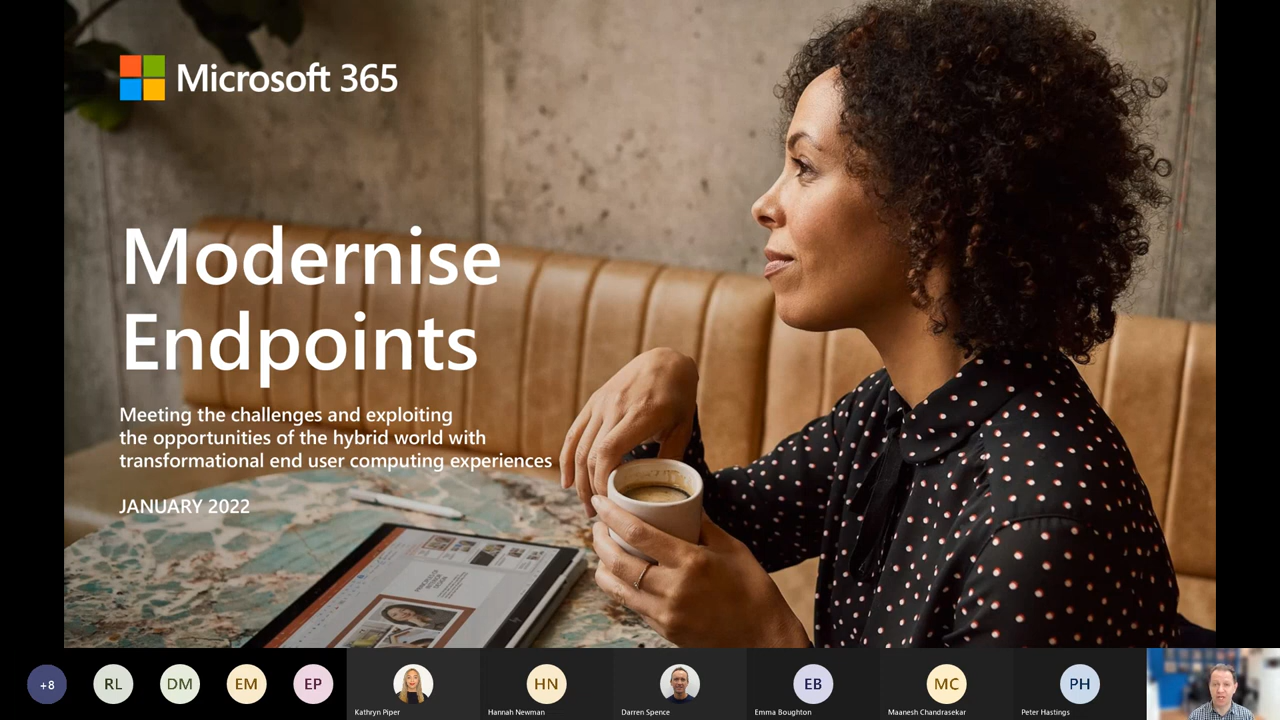 Microsoft 365
Modernise
Endpoints
Meeting the challenges and exploiting
the opportunities of the hybrid world with
transformational end user computing experiences
JANUARY 2022
+8
RL
DM
EM
EP
Kathryn Piper
HN
Hannah Newman
Darren Spence
EB
Emma Boughton
MC
Maanesh Chandrasekar
PH
Peter Hastings